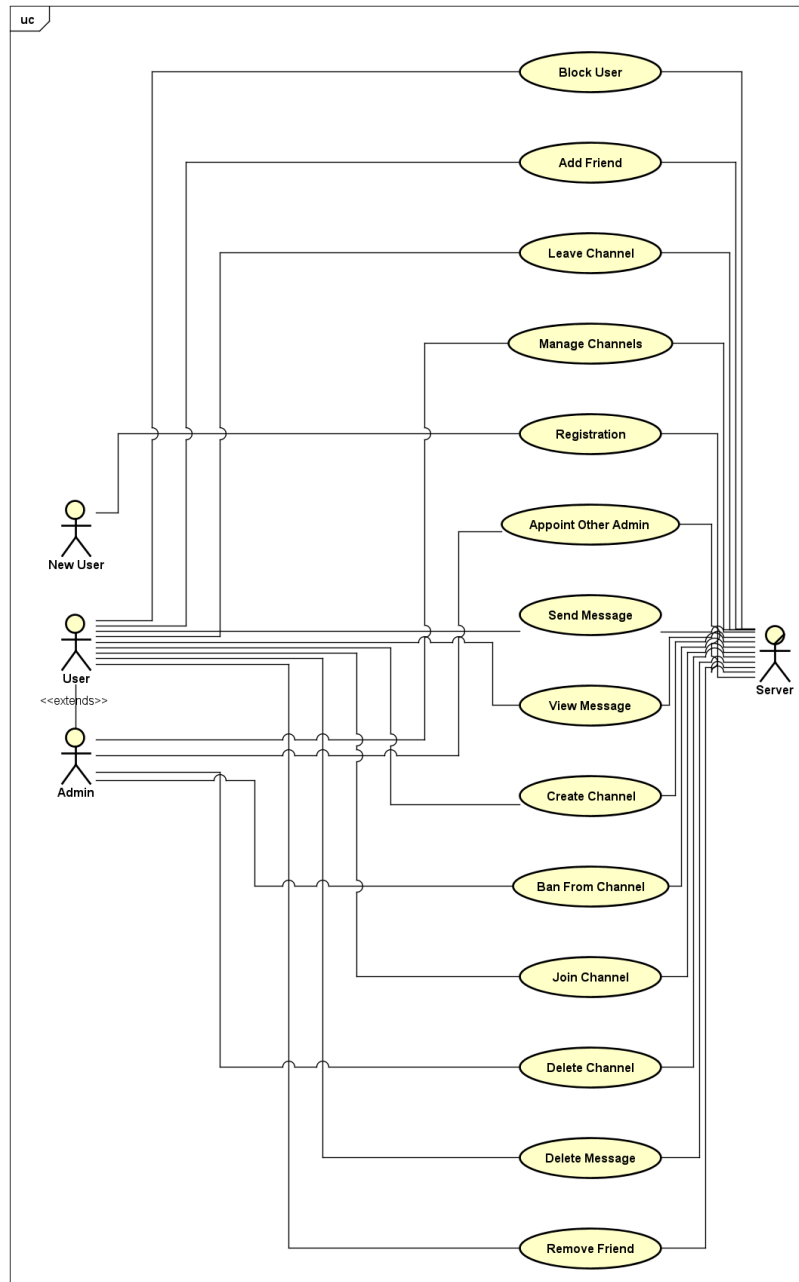 uc
Block User
Add Friend
Leave Channel
Manage Channels
Registration
New User
Appoint Other Admin
Send Message
User
Server
<<extends>>
View Message
Admin
Create Channel
Ban From Channel
Join Channel
Delete Channel
Delete Message
Remove Friend